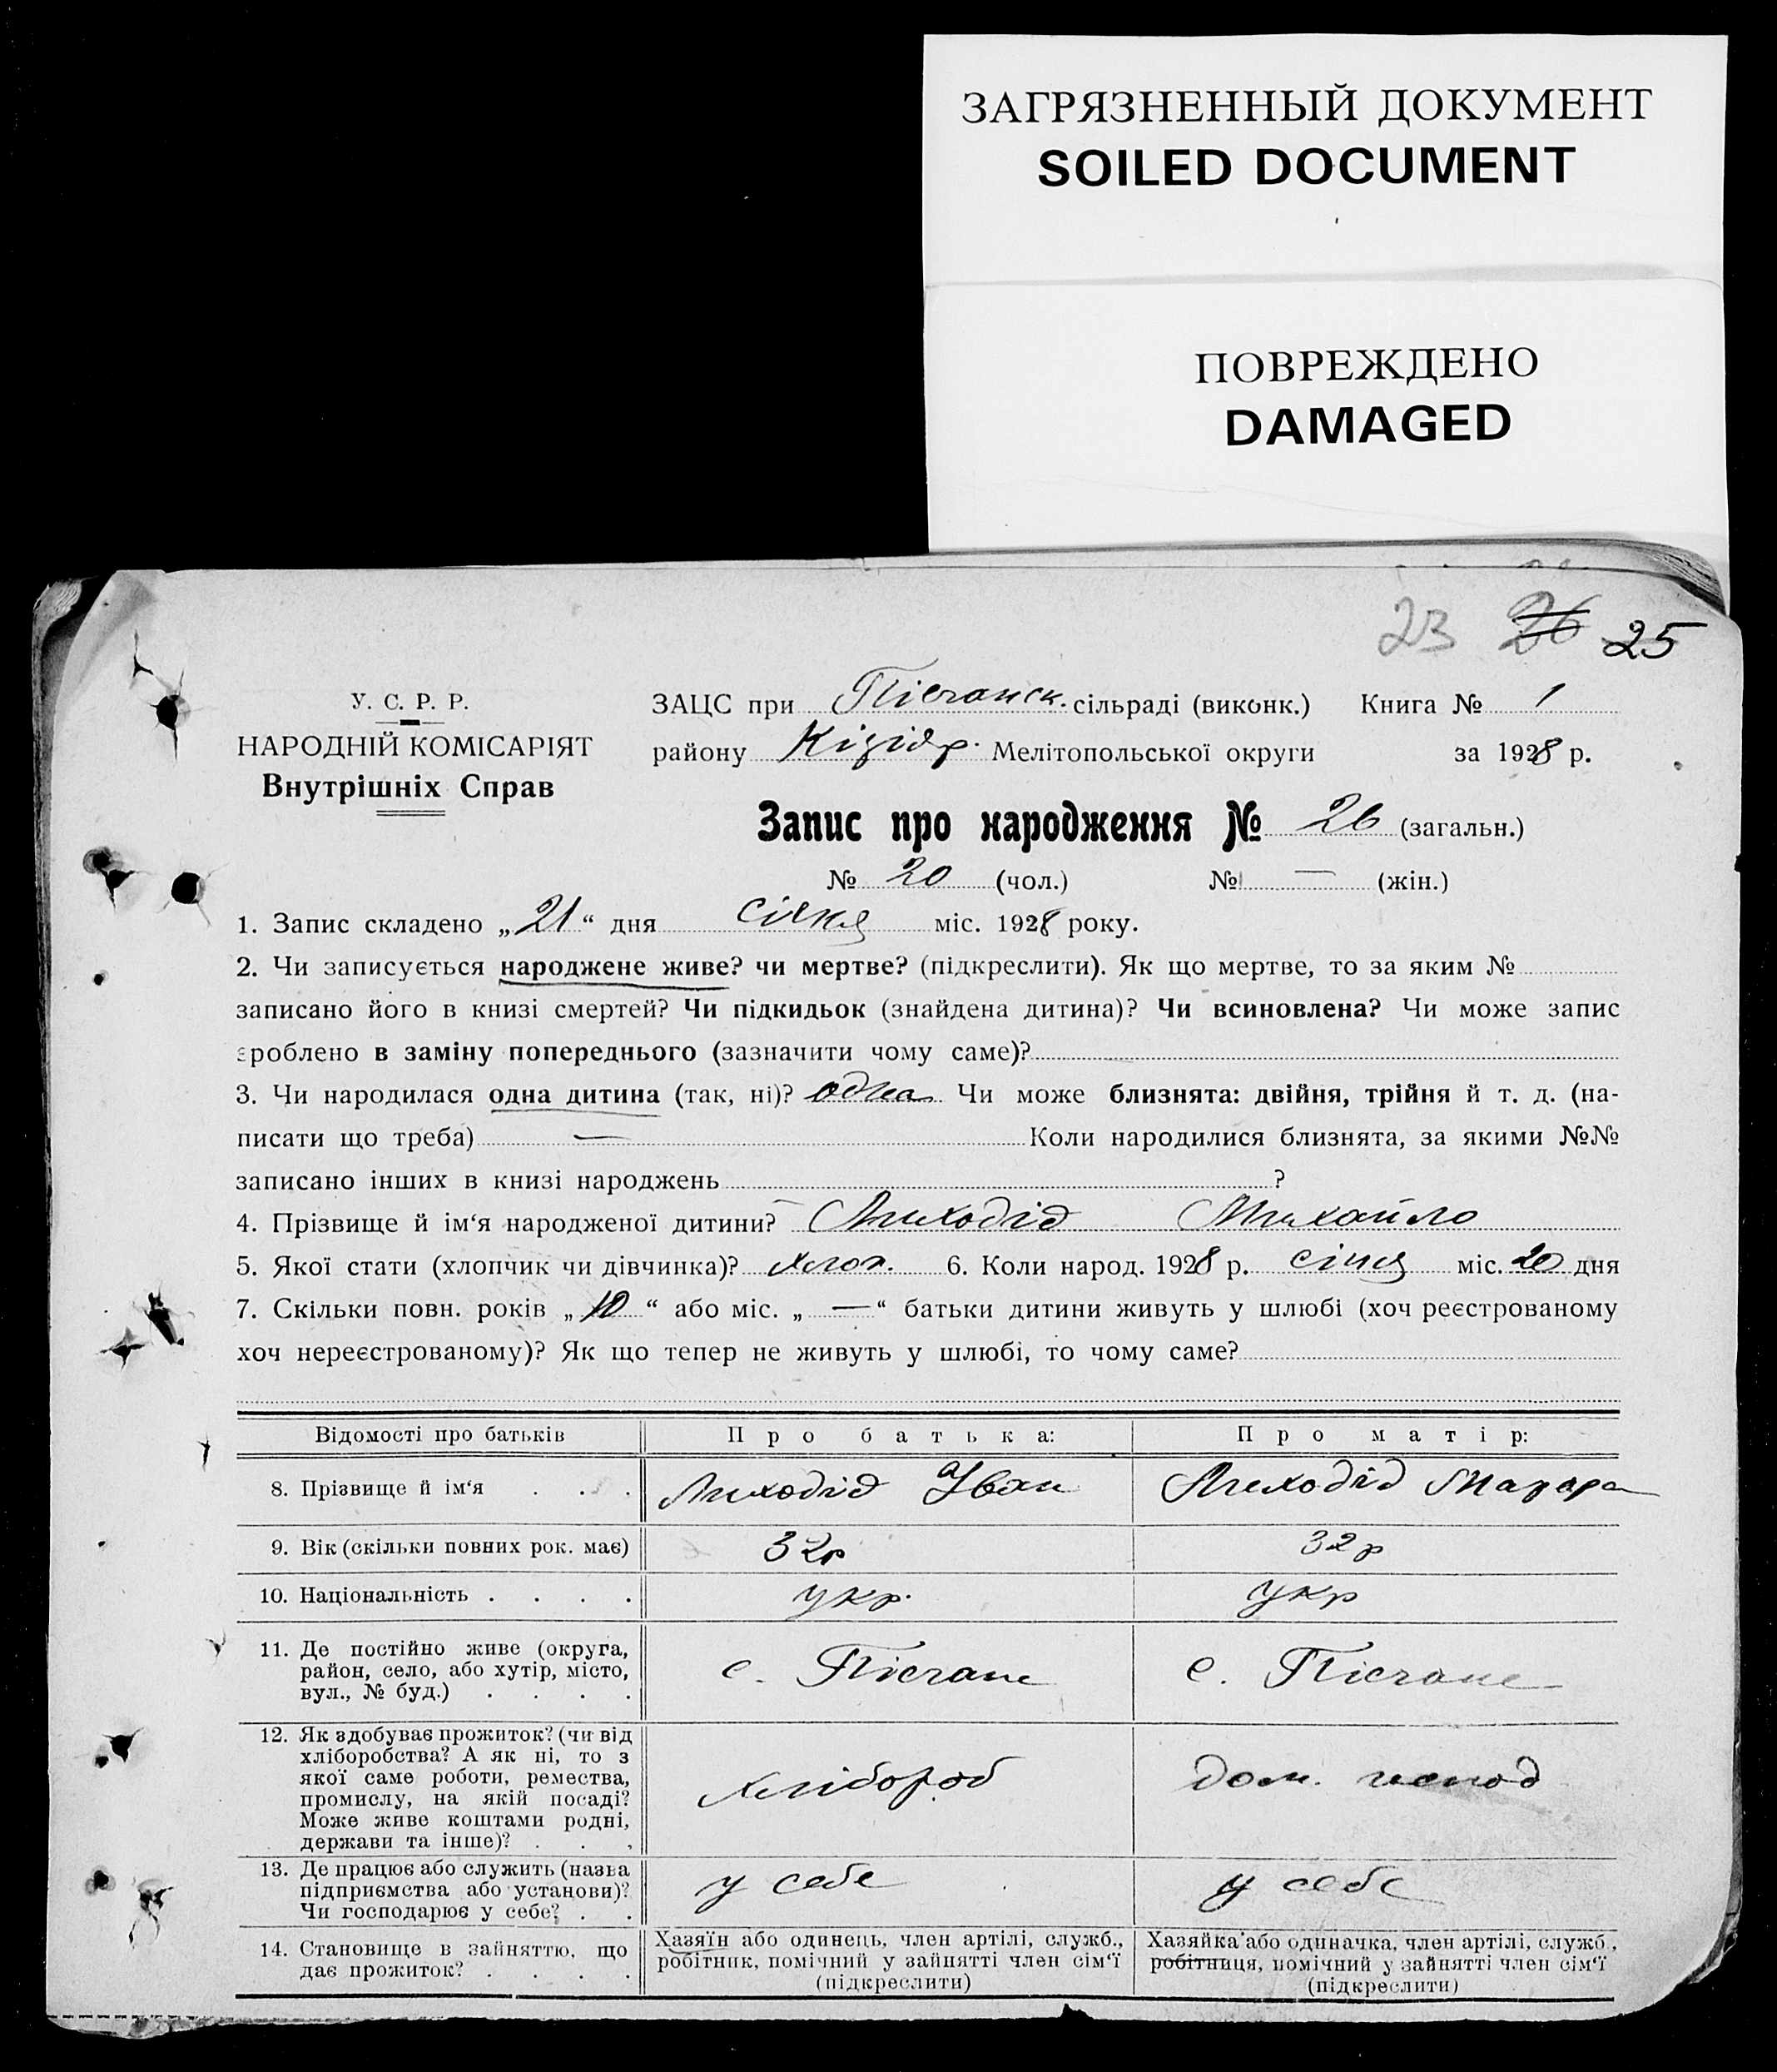 ЗАГРЯЗНЕННЫЙ ДОКУМЕНТ
SOILED DOCUMENT
ПОВРЕЖДЕНО
DAMAGED
23 26 25
У. С. Р. Р.
НАРОДНІЙ КОМІСАРІЯТ
Внутрішніх Справ
ЗАЦС при Пісчанск. сільраді (виконк.) Книга № 1
району Кізіяр. Мелітопольської округи за 1928 р.
Запис про народження № 26 (загальн.)
№ 20 (чол.) № — (жін.)
1. Запис складено „21“ дня січня міс. 1928 року.
2. Чи записується народжене живе? чи мертве? (підкреслити). Як що мертве, то за яким №
записано його в книзі смертей? Чи підкидьок (знайдена дитина)? Чи всиновлена? Чи може запис
зроблено в заміну попереднього (зазначити чому саме)?
3. Чи народилася одна дитина (так, ні)? одна Чи може близнята: двійня, трійня й т. д. (на-
писати що треба) — Коли народилися близнята, за якими №№
записано інших в книзі народжень ?
4. Прізвище й ім‘я народженої дитини? Лиходід Михайло
5. Якої стати (хлопчик чи дівчинка)? хлоп. 6. Коли народ. 1928 р. січня міс. 20 дня
7. Скільки повн. років „10“ або міс. „—“ батьки дитини живуть у шлюбі (хоч реєстрованому
хоч нереєстрованому)? Як що тепер не живуть у шлюбі, то чому саме?
Відомості про батьків Про батька: Про матір:
8. Прізвище й ім‘я . . . Лиходід Іван Лиходід
9. Вік (скільки повних рок. має) 32р 32р
10. Національність . . . . укр. укр
11. Де постійно живе (округа,
район, село, або хутір, місто,
вул., № буд.) . . . .
с. Пісчане с. Пісчане
12. Як здобуває прожиток? (чи від
хліборобства? А як ні, то з
якої саме роботи, ремества,
промислу, на якій посаді?
Може живе коштами родні,
держави та інше)? . . .
хлібороб дом.
13. Де працює або служить (назва
підприємства або установи)?
Чи господарює у себе? . .
у себе у себе
14. Становище в зайняттю, що
дає прожиток? . . . .
Хазяїн або одинець, член артілі, служб.,
робітник, помічний у зайнятті член сім‘ї
(підкреслити)
Хазяйка або одиначка, член артілі, служб.,
робітниця, помічний у зайнятті член сім‘ї
(підкреслити)